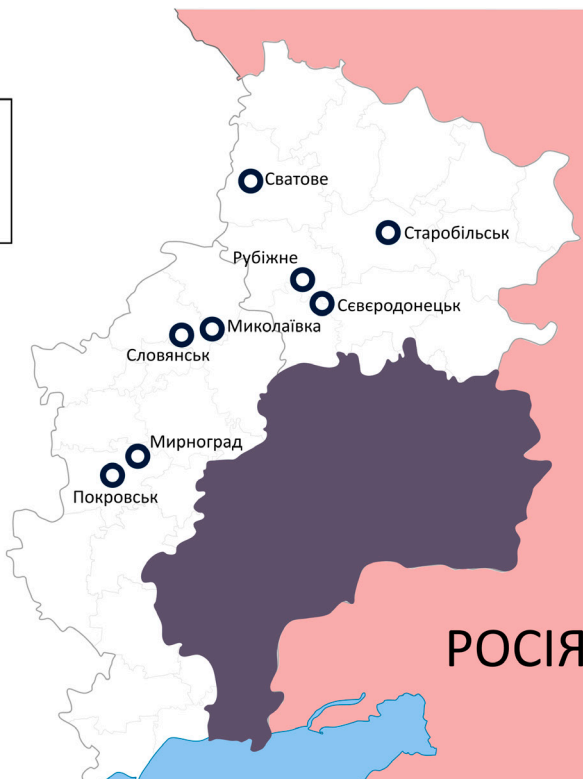 Сватове
Старобільськ
Рубіжне
Сєвєродонецьк
Миколаївка
Словянськ
Мирноград
Покровськ
РОСІЯ